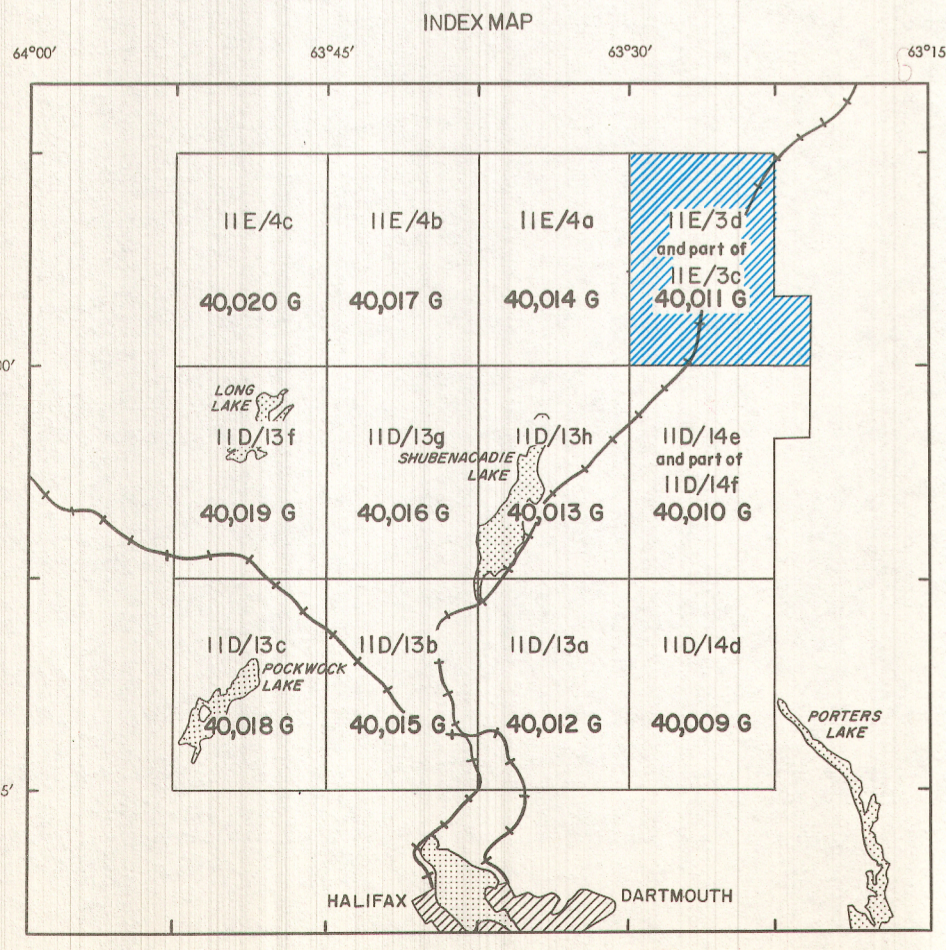 INDEX MAP
64°00′ 63°45′ 63°30′ 63°15
11E/4c 11E/4b 11E/4a 11E/3d
and part of
11E/3c
40,020 G 40,017 G 40,014 G 40,011 G
00′
LONG
LAKE
11D/13f 11D/13g 11D/13h 11D/14e
SHUBENACADIE
LAKE
and part of
11D/14f
40,019 G 40,016 G 40,013 G 40,010 G
11D/13c 11D/13b 11D/13a 11D/14d
POCKWOCK
LAKE
40,018 G 40,015 G 40,012 G 40,009 G
PORTERS
LAKE
5′
HALIFAX
DARTMOUTH